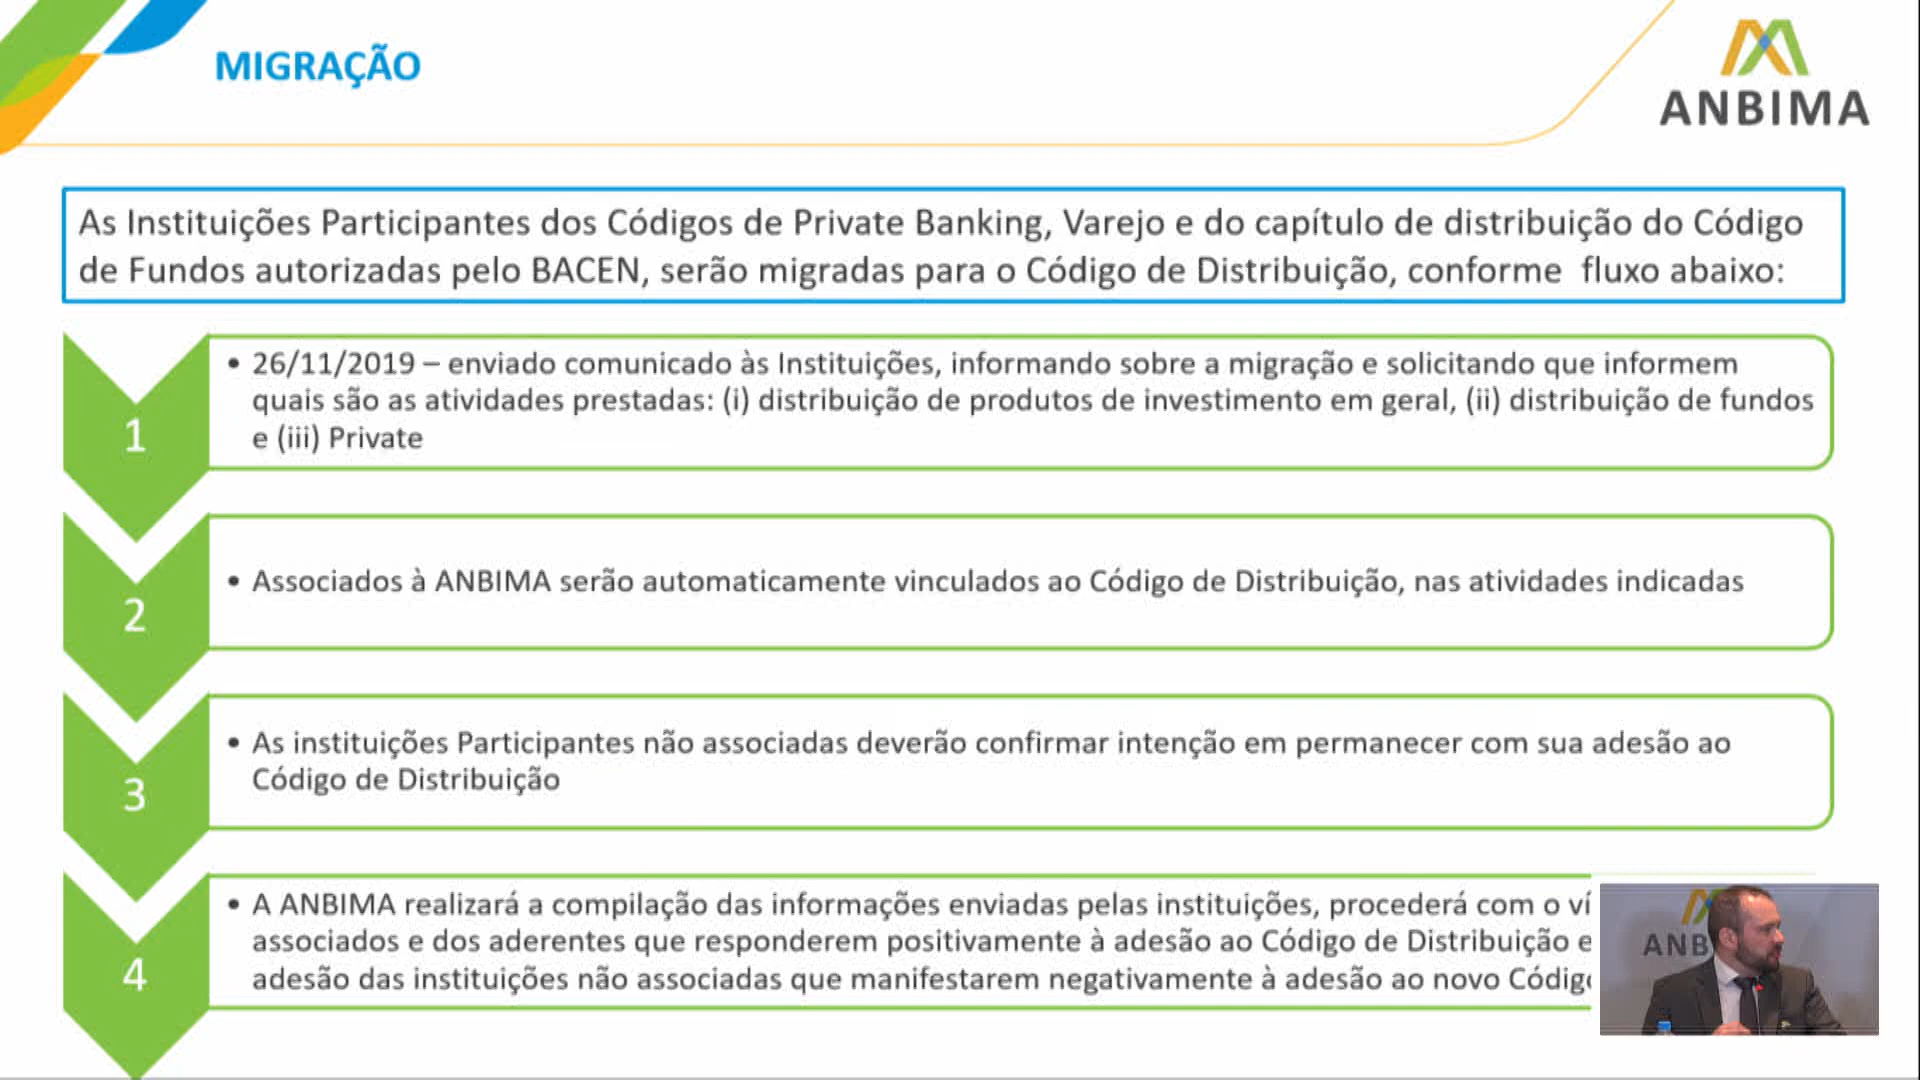 MIGRAÇÃO
ANBIMA
As Instituições Participantes dos Códigos de Private Banking, Varejo e do capítulo de distribuição do Código
de Fundos autorizadas pelo BACEN, serão migradas para o Código de Distribuição, conforme fluxo abaixo:
1
• 26/11/2019 – enviado comunicado às Instituições, informando sobre a migração e solicitando que informem
quais são as atividades prestadas: (i) distribuição de produtos de investimento em geral, (ii) distribuição de fundos
e (iii) Private
2
• Associados à ANBIMA serão automaticamente vinculados ao Código de Distribuição, nas atividades indicadas
3
• As instituições Participantes não associadas deverão confirmar intenção em permanecer com sua adesão ao
Código de Distribuição
4
• A ANBIMA realizará a compilação das informações enviadas pelas instituições, procederá com o
associados e dos aderentes que responderem positivamente à adesão ao Código de Distribuição e
adesão das instituições não associadas que manifestarem negativamente à adesão ao novo
ANB